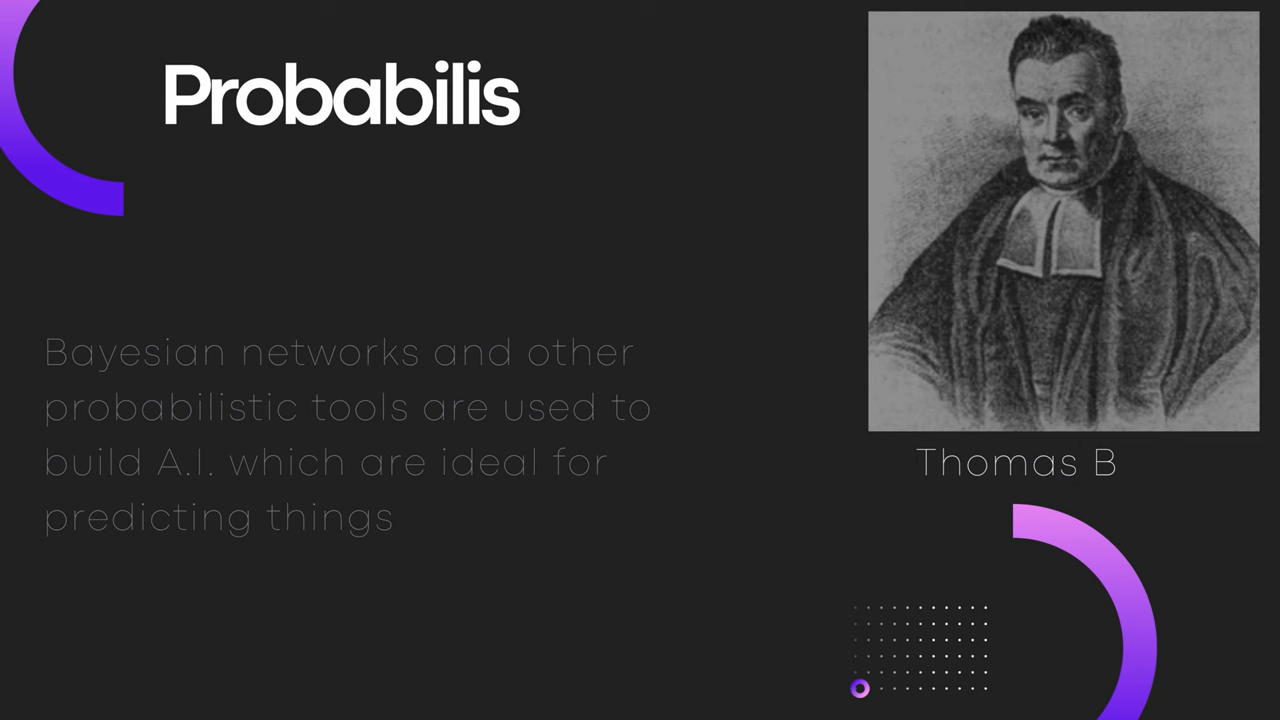 Probabilis
Bayesian networks and other
probabilistic tools are used to
build A.I. which are ideal for
predicting things
Thomas B